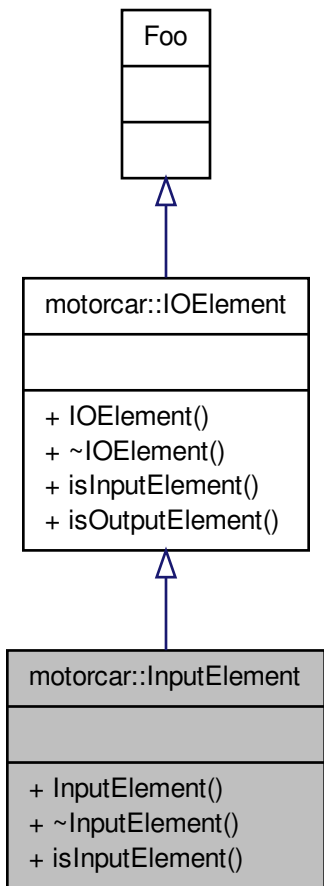 Foo
motorcar::IOElement
+ IOElement()
+ ~IOElement()
+ isInputElement()
+ isOutputElement()
motorcar::InputElement
+ InputElement()
+ ~InputElement()
+ isInputElement()